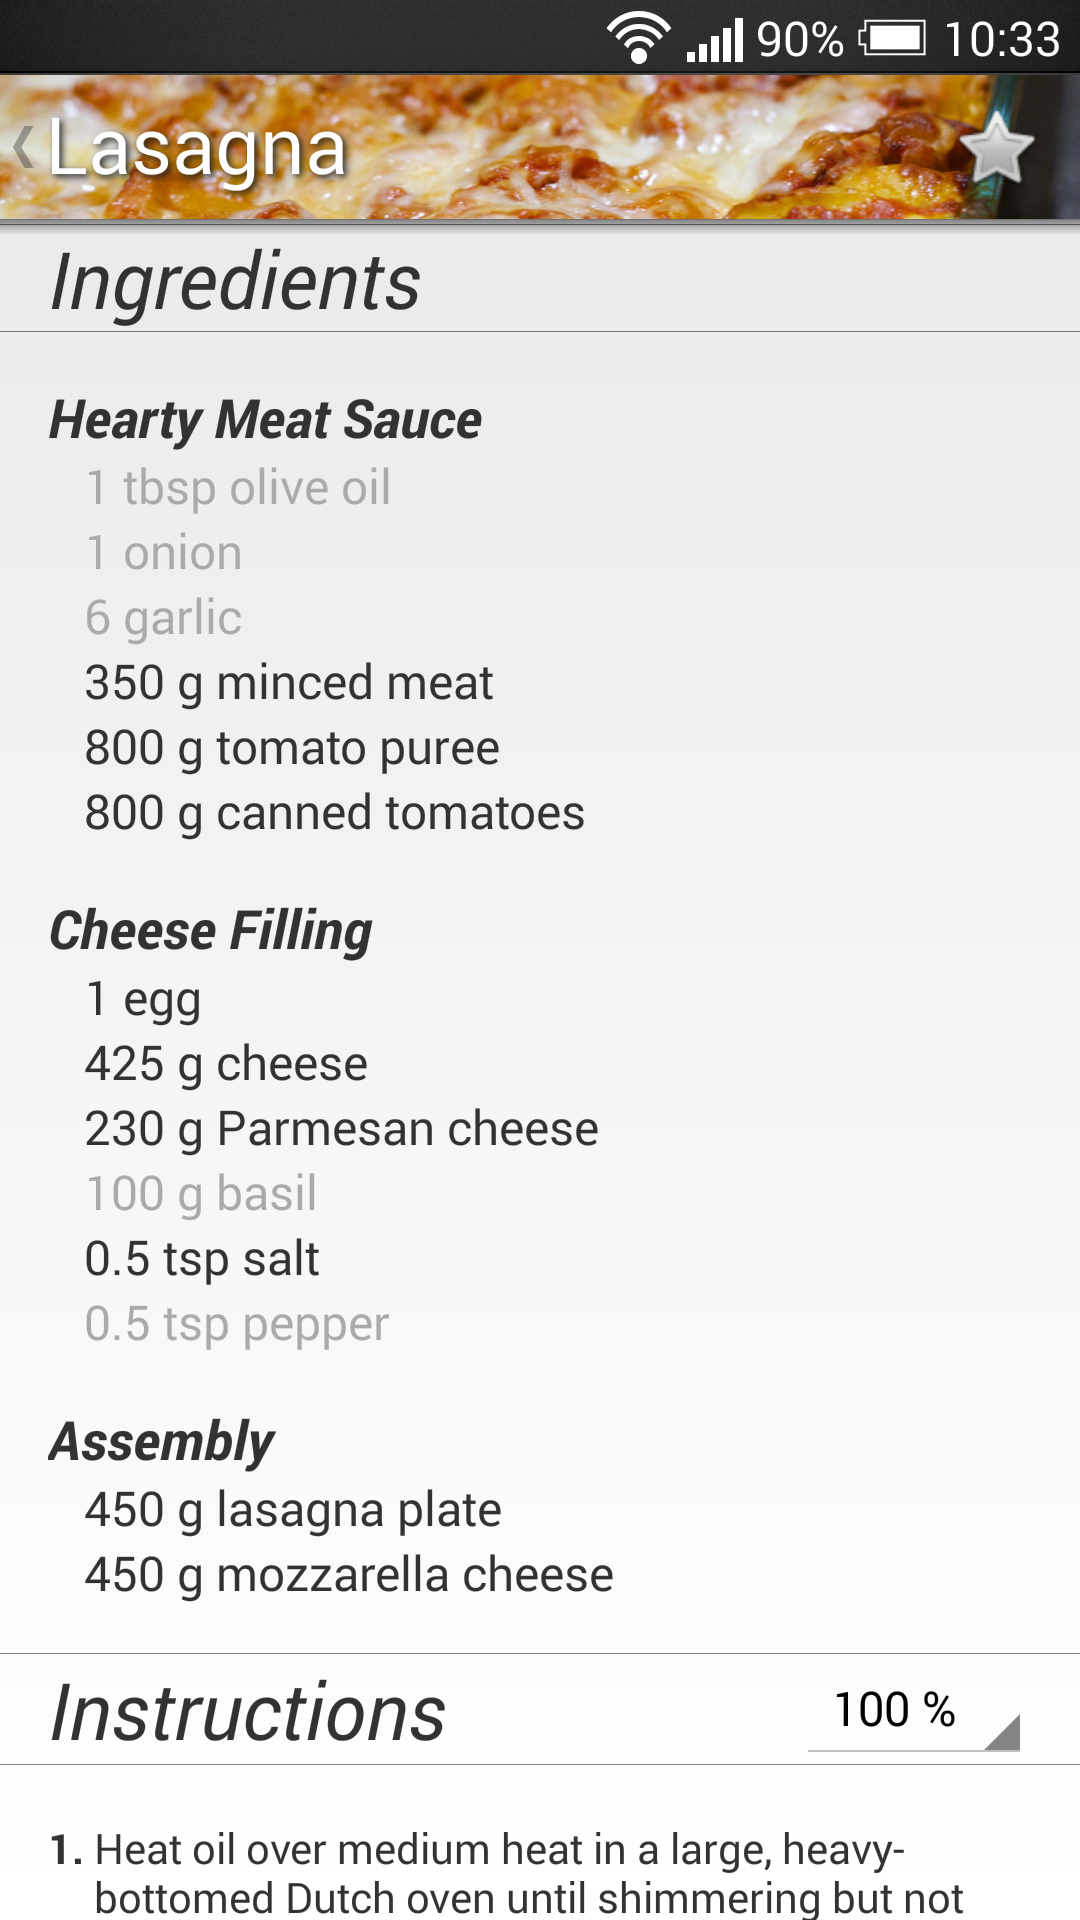 90% 10:33
Lasagna
Ingredients
Hearty Meat Sauce
1 tbsp olive oil
1 onion
6 garlic
350 g minced meat
800 g tomato puree
800 g canned tomatoes
Cheese Filling
1 egg
425 g cheese
230 g Parmesan cheese
100 g basil
0.5 tsp salt
0.5 tsp pepper
Assembly
450 g lasagna plate
450 g mozzarella cheese
Instructions 100 %
1. Heat oil over medium heat in a large, heavy-
bottomed Dutch oven until shimmering but not